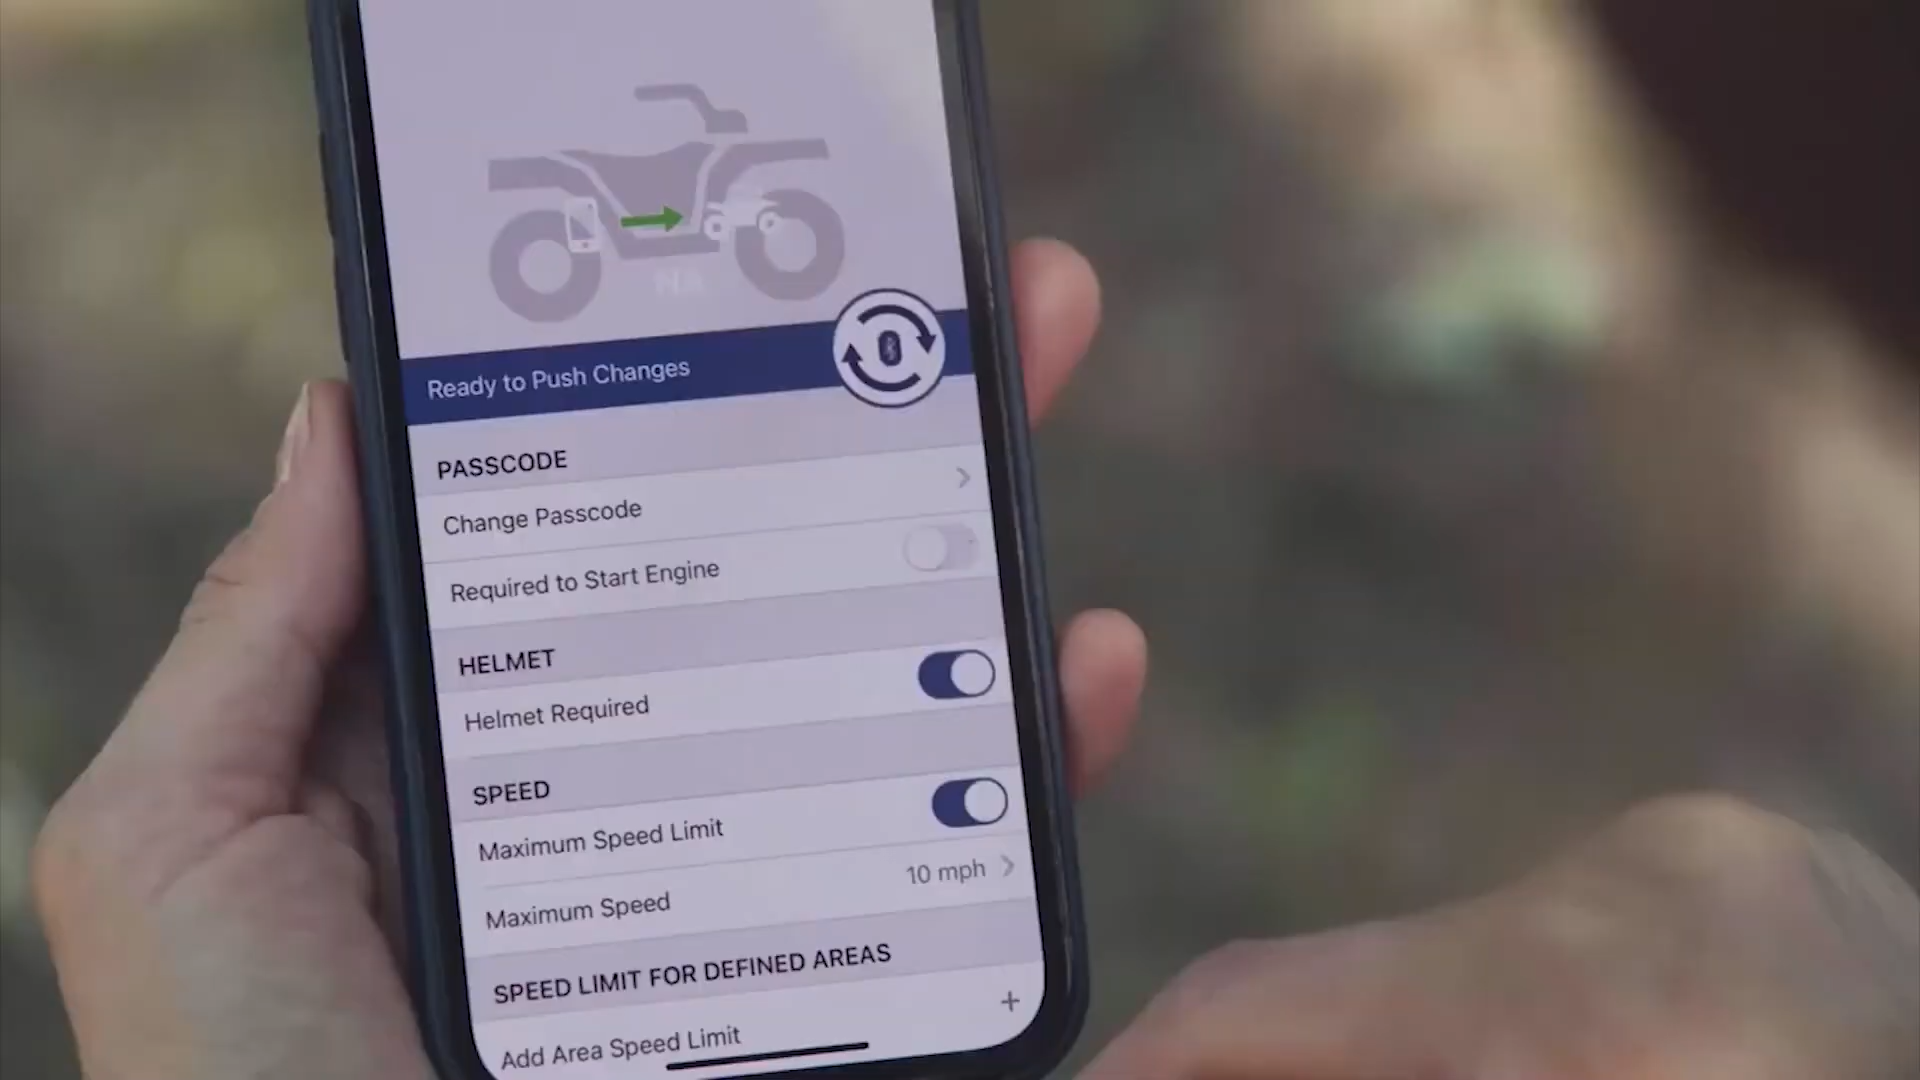 Ready to Push Changes
PASSCODE
Change Passcode
Required to Start Engine
HELMET
Helmet Required
SPEED
Maximum Speed Limit
Maximum Speed 10 mph
SPEED LIMIT FOR DEFINED AREAS
Add Area Speed Limit +